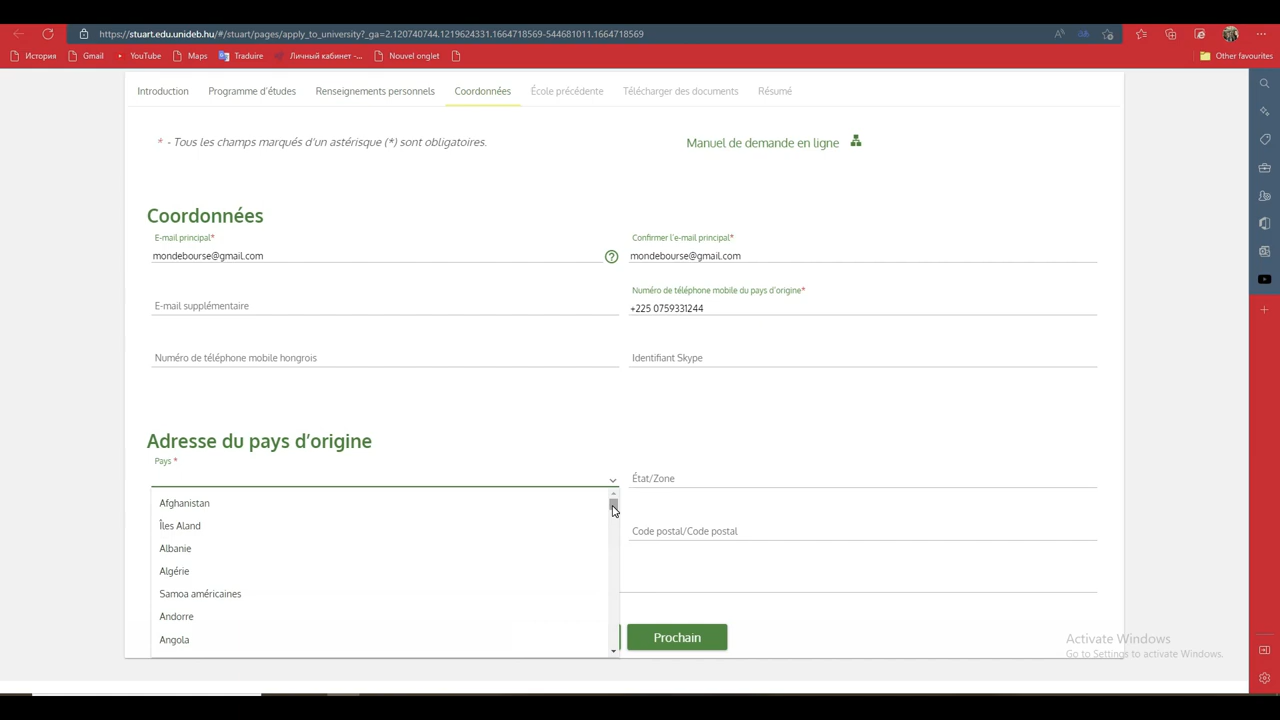 https://stuart.edu.unideb.hu/#/stuart/pages/apply_to_university?_ga=2.120740744.1219624331.1664718569-544681011.1664718569
История Gmail YouTube Maps Traduire Личный кабинет -... Nouvel onglet Other favourites
Introduction Programme d'études Renseignements personnels Coordonnées École précédente Télécharger des documents Résumé
* - Tous les champs marqués d'un astérisque (*) sont obligatoires. Manuel de demande en ligne
Coordonnées
E-mail principal* Confirmer l'e-mail principal*
mondebourse@gmail.com mondebourse@gmail.com
Numéro de téléphone mobile du pays d'origine*
E-mail supplémentaire +225 0759331244
Numéro de téléphone mobile hongrois Identifiant Skype
Adresse du pays d'origine
Pays *
État/Zone
Afghanistan
Îles Aland
Code postal/Code postal
Albanie
Algérie
Samoa américaines
Andorre
Angola
Prochain
Activate Windows
Go to Settings to activate Windows.